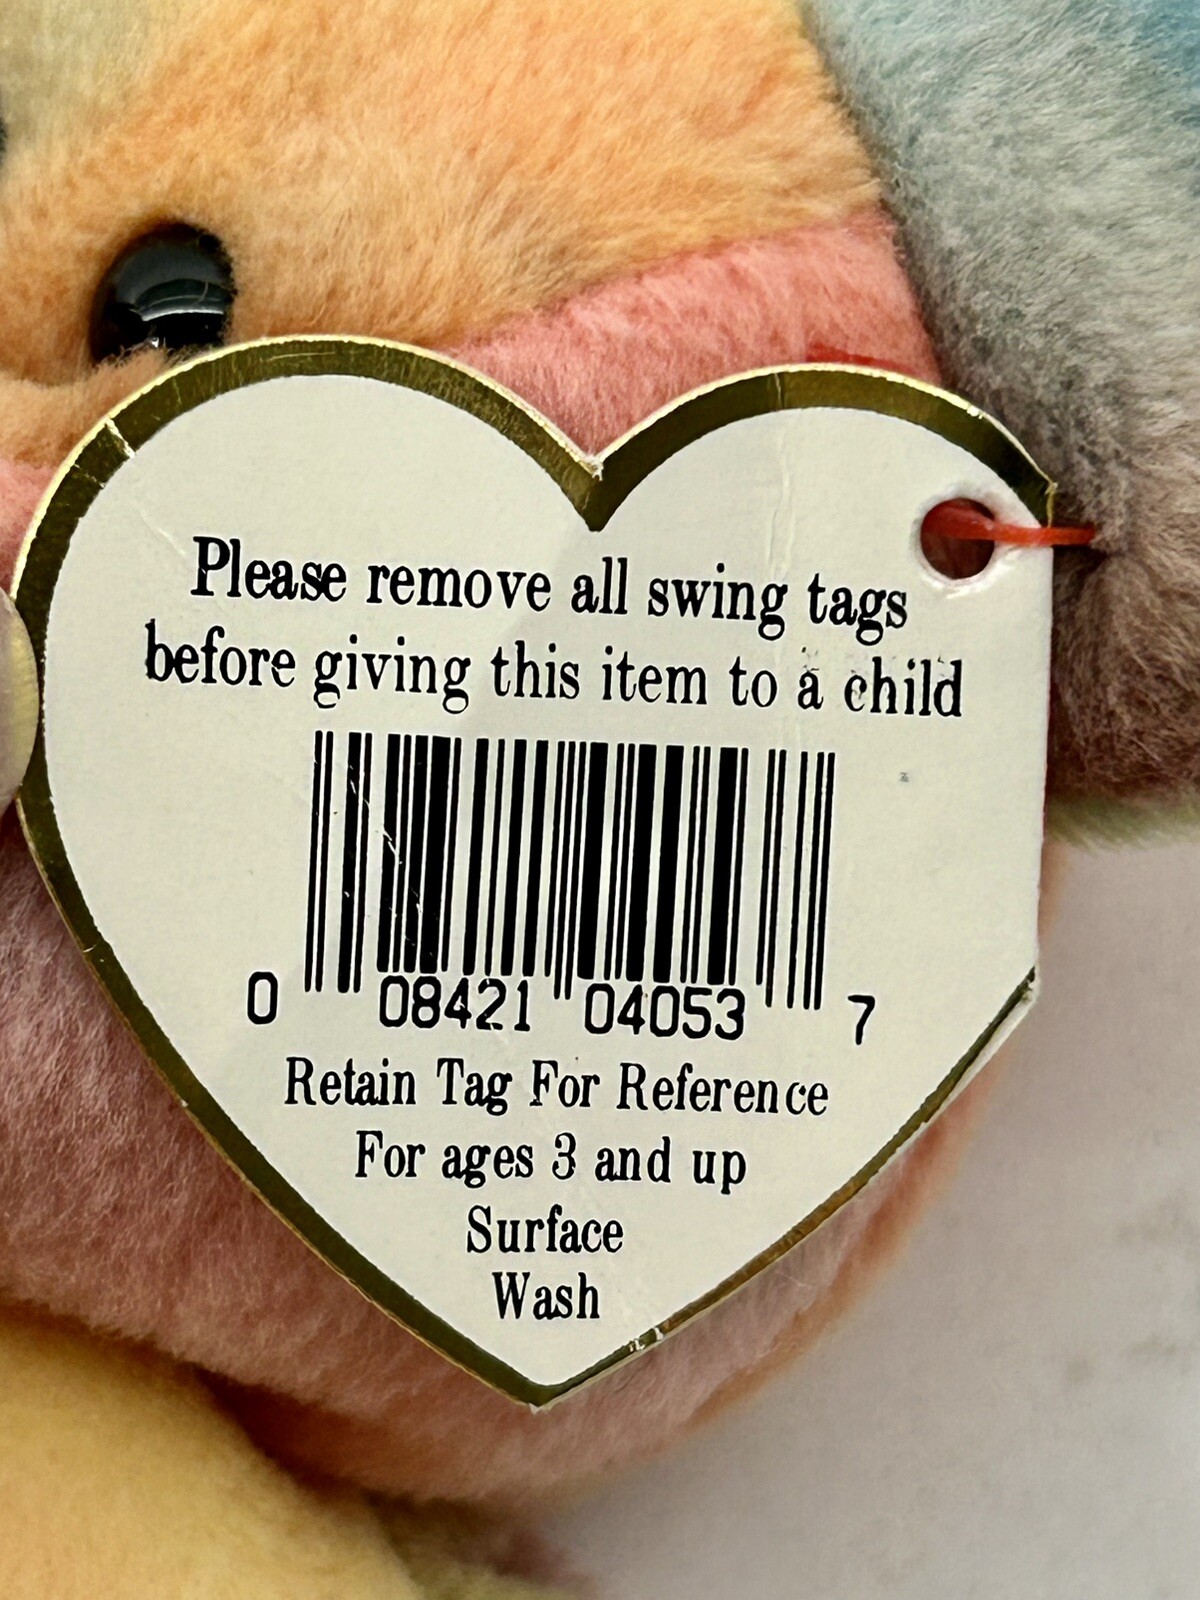 Please remove all swing tags
before giving this item to a child
0 08421 04053 7
Retain Tag For Reference
For ages 3 and up
Surface
Wash